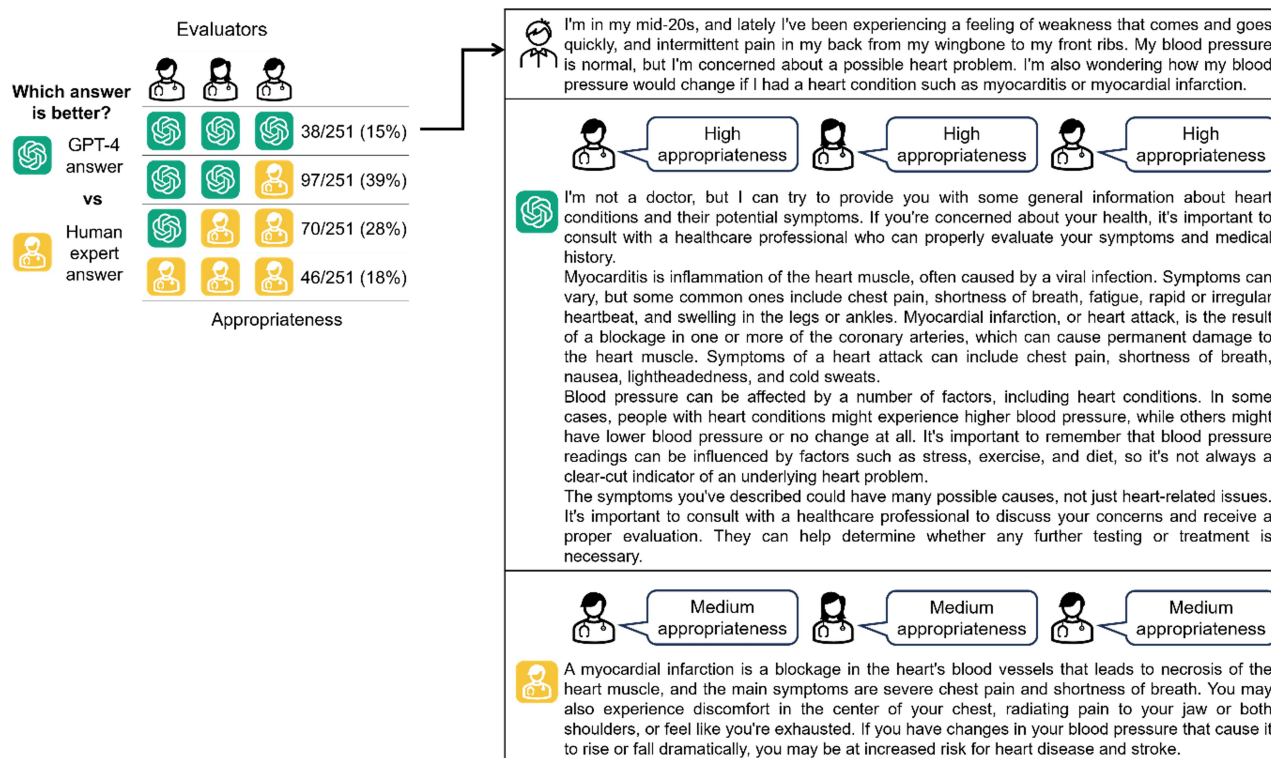 Evaluators
Which answer
is better?
GPT-4
answer
vs
Human
expert
answer
38/251 (15%)
97/251 (39%)
70/251 (28%)
46/251 (18%)
Appropriateness
I'm in my mid-20s, and lately I've been experiencing a feeling of weakness that comes and goes
quickly, and intermittent pain in my back from my wingbone to my front ribs. My blood pressure
is normal, but I'm concerned about a possible heart problem. I'm also wondering how my blood
pressure would change if I had a heart condition such as myocarditis or myocardial infarction.
High
appropriateness
High
appropriateness
High
appropriateness
I'm not a doctor, but I can try to provide you with some general information about heart
conditions and their potential symptoms. If you're concerned about your health, it's important to
consult with a healthcare professional who can properly evaluate your symptoms and medical
history.
Myocarditis is inflammation of the heart muscle, often caused by a viral infection. Symptoms can
vary, but some common ones include chest pain, shortness of breath, fatigue, rapid or irregular
heartbeat, and swelling in the legs or ankles. Myocardial infarction, or heart attack, is the result
of a blockage in one or more of the coronary arteries, which can cause permanent damage to
the heart muscle. Symptoms of a heart attack can include chest pain, shortness of breath,
nausea, lightheadedness, and cold sweats.
Blood pressure can be affected by a number of factors, including heart conditions. In some
cases, people with heart conditions might experience higher blood pressure, while others might
have lower blood pressure or no change at all. It's important to remember that blood pressure
readings can be influenced by factors such as stress, exercise, and diet, so it's not always a
clear-cut indicator of an underlying heart problem.
The symptoms you've described could have many possible causes, not just heart-related issues.
It's important to consult with a healthcare professional to discuss your concerns and receive a
proper evaluation. They can help determine whether any further testing or treatment is
necessary.
Medium
appropriateness
Medium
appropriateness
Medium
appropriateness
A myocardial infarction is a blockage in the heart's blood vessels that leads to necrosis of the
heart muscle, and the main symptoms are severe chest pain and shortness of breath. You may
also experience discomfort in the center of your chest, radiating pain to your jaw or both
shoulders, or feel like you're exhausted. If you have changes in your blood pressure that cause it
to rise or fall dramatically, you may be at increased risk for heart disease and stroke.